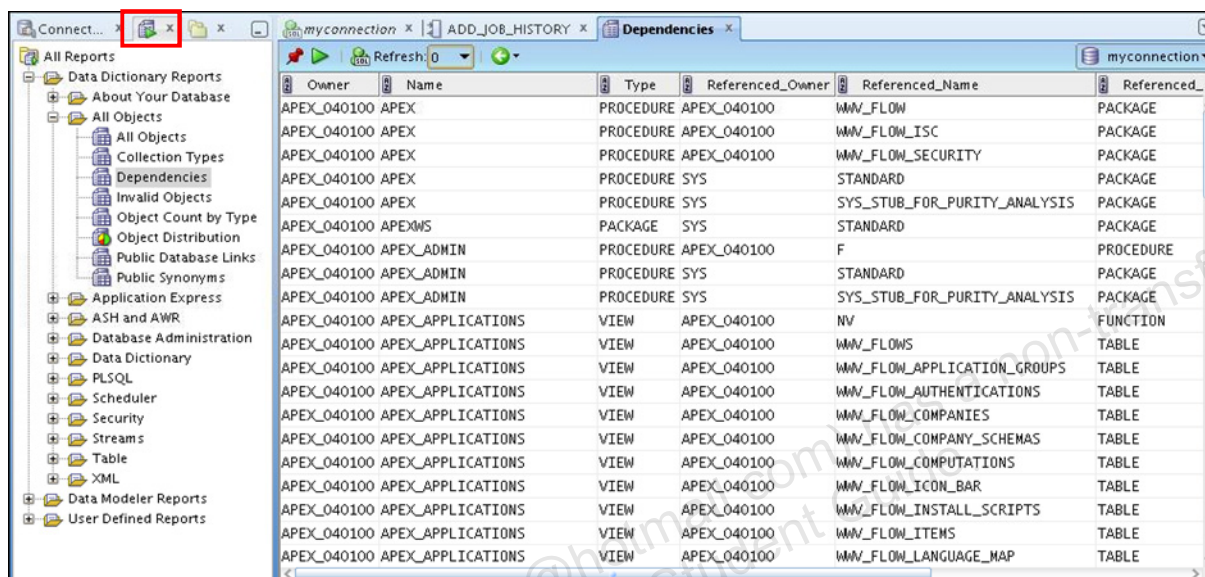 Connect... x x x myconnection x ADD_JOB_HISTORY x Dependencies x
All Reports
Data Dictionary Reports
About Your Database
All Objects
All Objects
Collection Types
Dependencies
Invalid Objects
Object Count by Type
Object Distribution
Public Database Links
Public Synonyms
Application Express
ASH and AWR
Database Administration
Data Dictionary
PLSQL
Scheduler
Security
Streams
Table
XML
Data Modeler Reports
User Defined Reports
SQL Refresh: 0 myconnection
Owner Name Type Referenced_Owner Referenced_Name Referenced_
APEX_040100 APEX PROCEDURE APEX_040100 WWV_FLOW PACKAGE
APEX_040100 APEX PROCEDURE APEX_040100 WWV_FLOW_ISC PACKAGE
APEX_040100 APEX PROCEDURE APEX_040100 WWV_FLOW_SECURITY PACKAGE
APEX_040100 APEX PROCEDURE SYS STANDARD PACKAGE
APEX_040100 APEX PROCEDURE SYS SYS_STUB_FOR_PURITY_ANALYSIS PACKAGE
APEX_040100 APEXWS PACKAGE SYS STANDARD PACKAGE
APEX_040100 APEX_ADMIN PROCEDURE APEX_040100 F PROCEDURE
APEX_040100 APEX_ADMIN PROCEDURE SYS STANDARD PACKAGE
APEX_040100 APEX_ADMIN PROCEDURE SYS SYS_STUB_FOR_PURITY_ANALYSIS PACKAGE
APEX_040100 APEX_APPLICATIONS VIEW APEX_040100 NV FUNCTION
APEX_040100 APEX_APPLICATIONS VIEW APEX_040100 WWV_FLOWS TABLE
APEX_040100 APEX_APPLICATIONS VIEW APEX_040100 WWV_FLOW_APPLICATION_GROUPS TABLE
APEX_040100 APEX_APPLICATIONS VIEW APEX_040100 WWV_FLOW_AUTHENTICATIONS TABLE
APEX_040100 APEX_APPLICATIONS VIEW APEX_040100 WWV_FLOW_COMPANIES TABLE
APEX_040100 APEX_APPLICATIONS VIEW APEX_040100 WWV_FLOW_COMPANY_SCHEMAS TABLE
APEX_040100 APEX_APPLICATIONS VIEW APEX_040100 WWV_FLOW_COMPUTATIONS TABLE
APEX_040100 APEX_APPLICATIONS VIEW APEX_040100 WWV_FLOW_ICON_BAR TABLE
APEX_040100 APEX_APPLICATIONS VIEW APEX_040100 WWV_FLOW_INSTALL_SCRIPTS TABLE
APEX_040100 APEX_APPLICATIONS VIEW APEX_040100 WWV_FLOW_ITEMS TABLE
APEX_040100 APEX_APPLICATIONS VIEW APEX_040100 WWV_FLOW_LANGUAGE_MAP TABLE
@hotmail com) has a non-transf
Student Guide